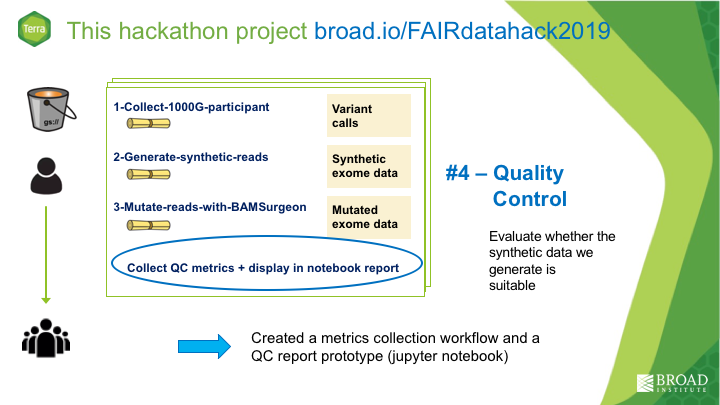 Terra
This hackathon project broad.io/FAIRdatahack2019
gs://
1-Collect-1000G-participant
Variant
calls
2-Generate-synthetic-reads
Synthetic
exome data
3-Mutate-reads-with-BAMSurgeon
Mutated
exome data
Collect QC metrics + display in notebook report
#4 – Quality
Control
Evaluate whether the
synthetic data we
generate is
suitable
Created a metrics collection workflow and a
QC report prototype (jupyter notebook)
BROAD
INSTITUTE